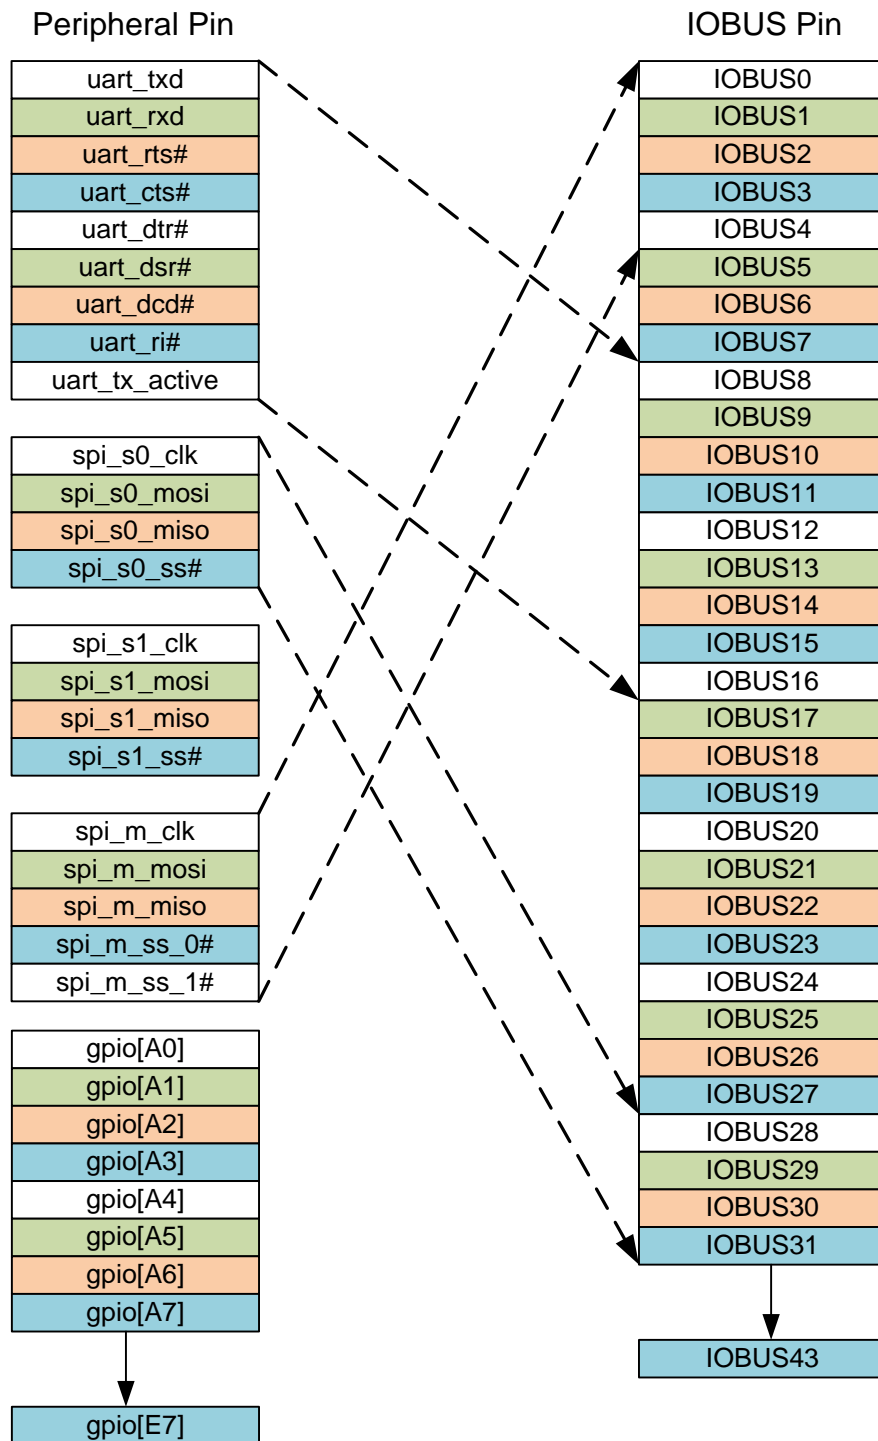 Peripheral Pin
uart_txd
uart_rxd
uart_rts#
uart_cts#
uart_dtr#
uart_dsr#
uart_dcd#
uart_ri#
uart_tx_active
spi_s0_clk
spi_s0_mosi
spi_s0_miso
spi_s0_ss#
spi_s1_clk
spi_s1_mosi
spi_s1_miso
spi_s1_ss#
spi_m_clk
spi_m_mosi
spi_m_miso
spi_m_ss_0#
spi_m_ss_1#
gpio[A0]
gpio[A1]
gpio[A2]
gpio[A3]
gpio[A4]
gpio[A5]
gpio[A6]
gpio[A7]
gpio[E7]
IOBUS Pin
IOBUS0
IOBUS1
IOBUS2
IOBUS3
IOBUS4
IOBUS5
IOBUS6
IOBUS7
IOBUS8
IOBUS9
IOBUS10
IOBUS11
IOBUS12
IOBUS13
IOBUS14
IOBUS15
IOBUS16
IOBUS17
IOBUS18
IOBUS19
IOBUS20
IOBUS21
IOBUS22
IOBUS23
IOBUS24
IOBUS25
IOBUS26
IOBUS27
IOBUS28
IOBUS29
IOBUS30
IOBUS31
IOBUS43